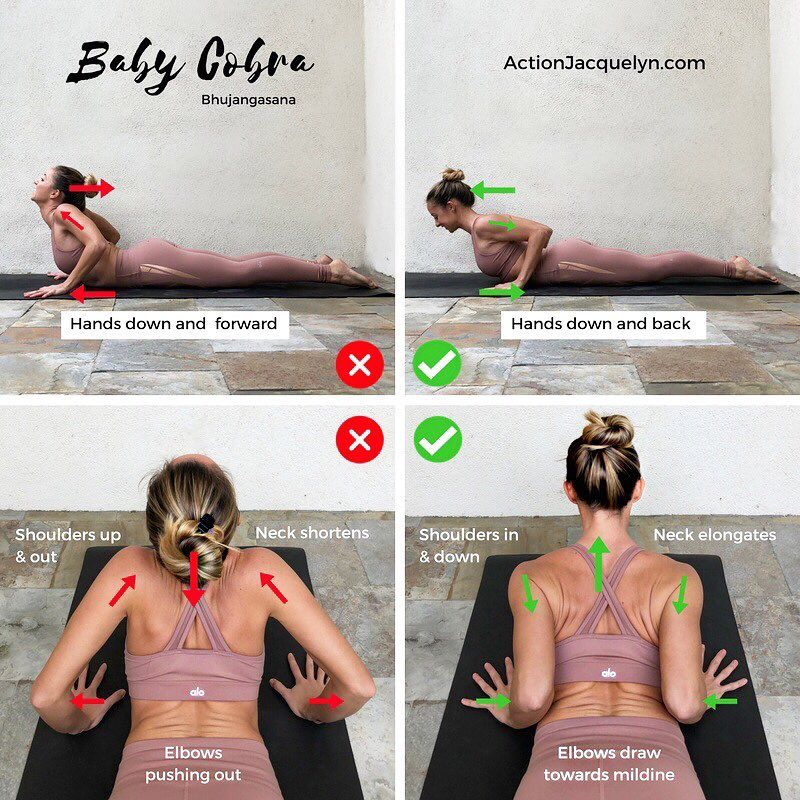 Baby Cobra
Bhujangasana
ActionJacquelyn.com
Hands down and forward
Hands down and back
Shoulders up
& out
Neck shortens
alo
Elbows
pushing out
Shoulders in
& down
Neck elongates
alo
Elbows draw
towards mildine